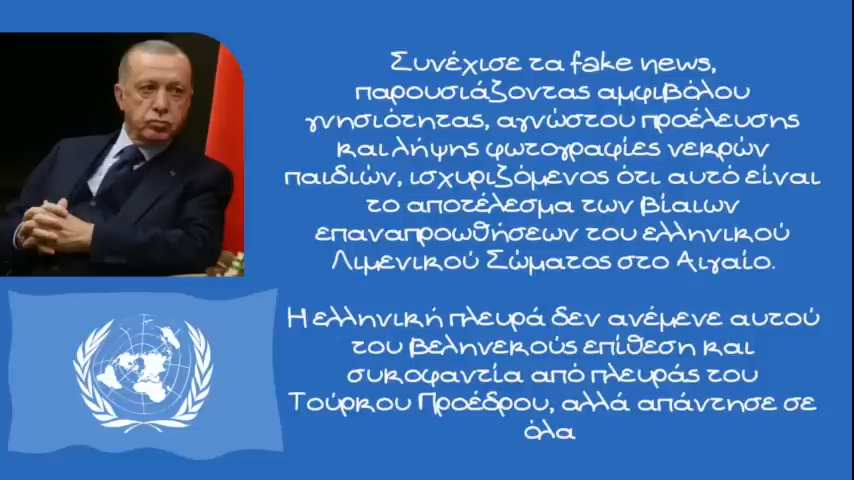 Συνέχισε τα fake news,
παρουσιάζοντας αμφιβόλου
γνησιότητας, αγνώστου προέλευσης
και λήψης φωτογραφίες νεκρών
παιδιών, ισχυριζόμενος ότι αυτό είναι
το αποτέλεσμα των βίαιων
επαναπροωθήσεων του ελληνικού
Λιμενικού Σώματος στο Αιγαίο.
Η ελληνική πλευρά δεν ανέμενε αυτού
του βεληνεκούς επίθεση και
συκοφαντία από πλευράς του
Τούρκου Προέδρου, αλλά απάντησε σε
όλα